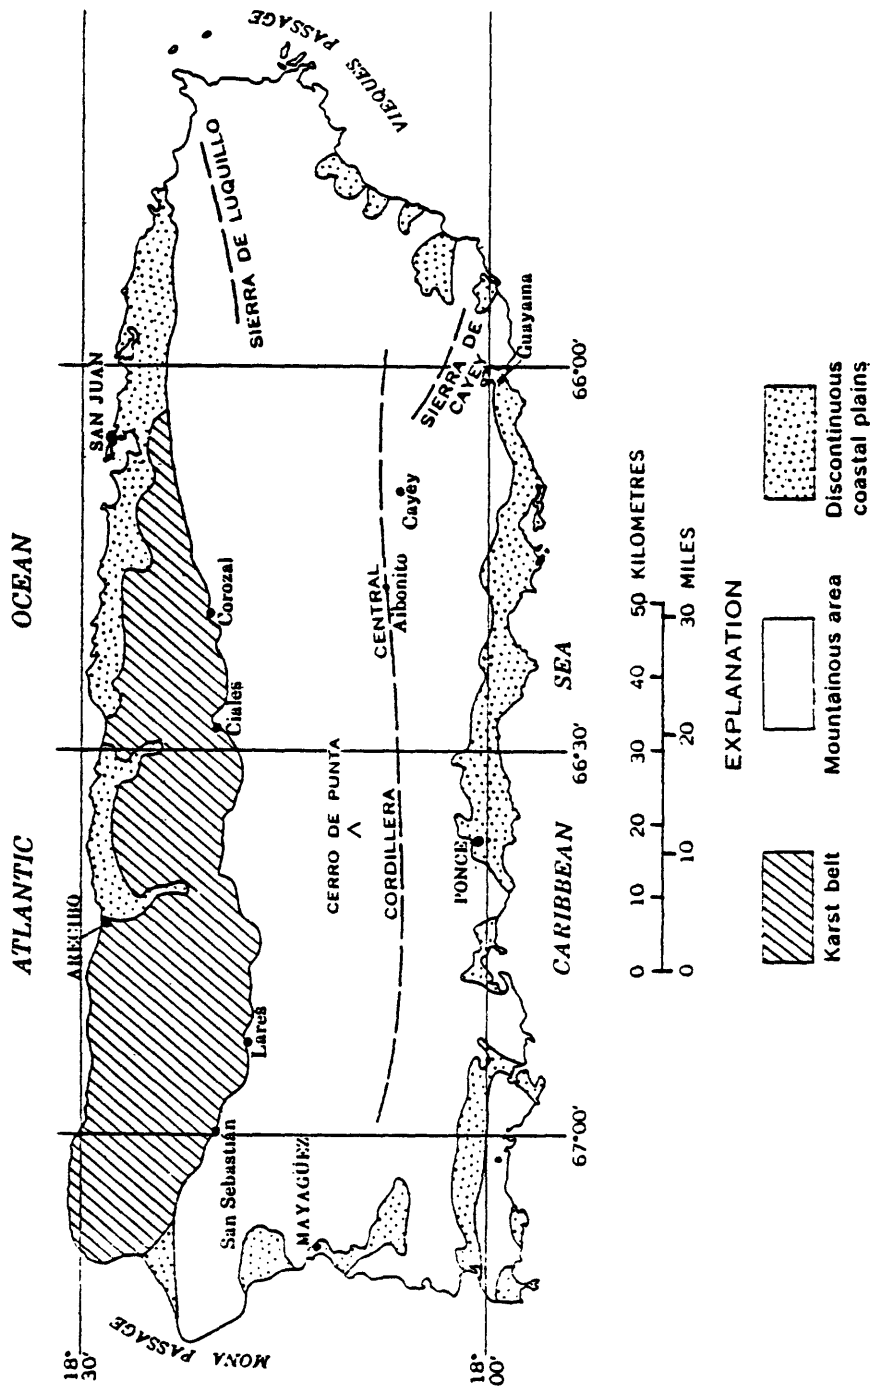 ATLANTIC OCEAN
18° 30'
ARECIBO
SAN JUAN
VIEQUES PASSAGE
SIERRA DE LUQUILLO
MONA PASSAGE
San Sebastián
Lares
Ciales
Corozal
MAYAGÜEZ
CERRO DE PUNTA
CORDILLERA CENTRAL
Aibonito
Cayey
SIERRA DE
CAYEY
PONCE
Guayama
18° 00'
67°00'
66°30'
66°00'
CARIBBEAN SEA
0 10 20 30 40 50 KILOMETRES
0 10 20 30 MILES
EXPLANATION
Karst belt
Mountainous area
Discontinuous
coastal plains